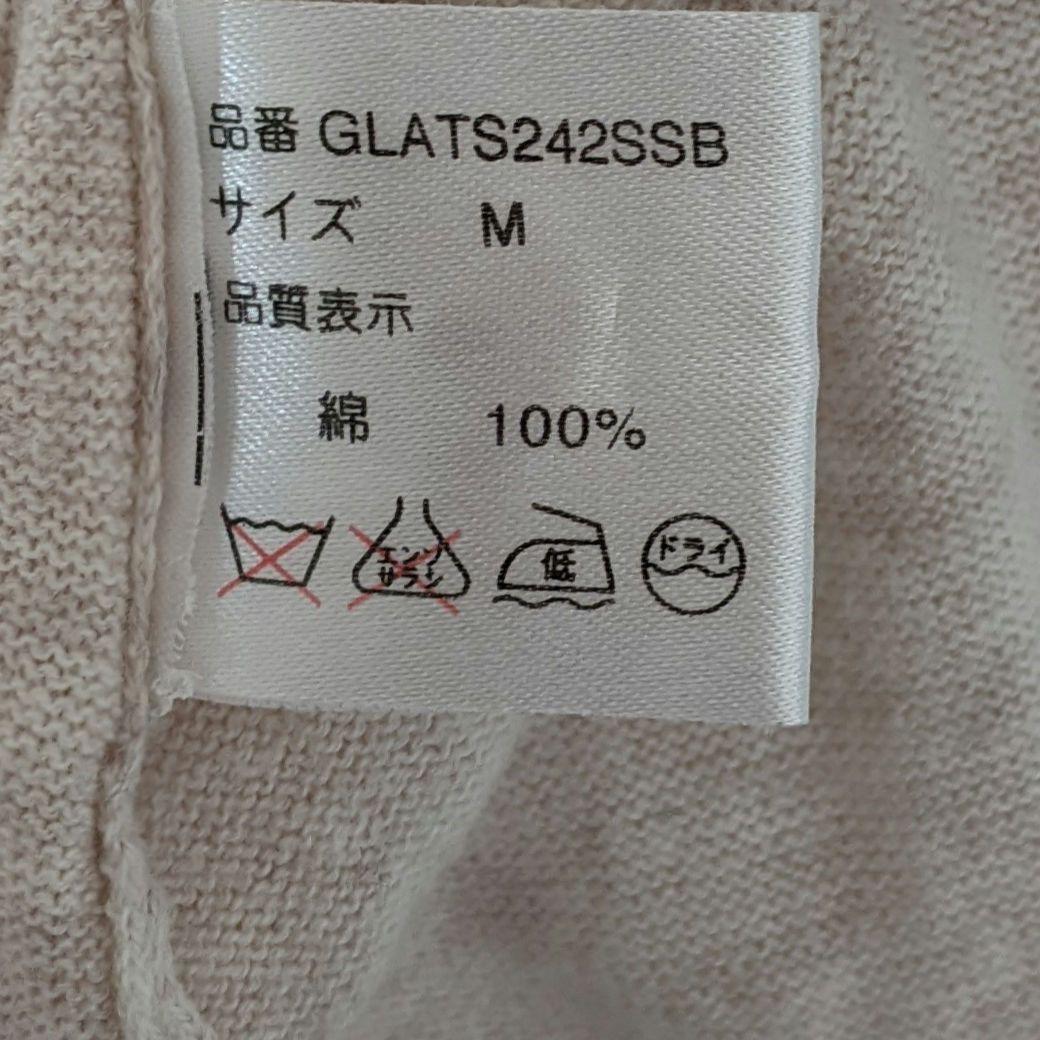 品番 GLATS242SSB
サイズ M
品質表示
綿 100%
エンソ
サラシ
低
ドライ